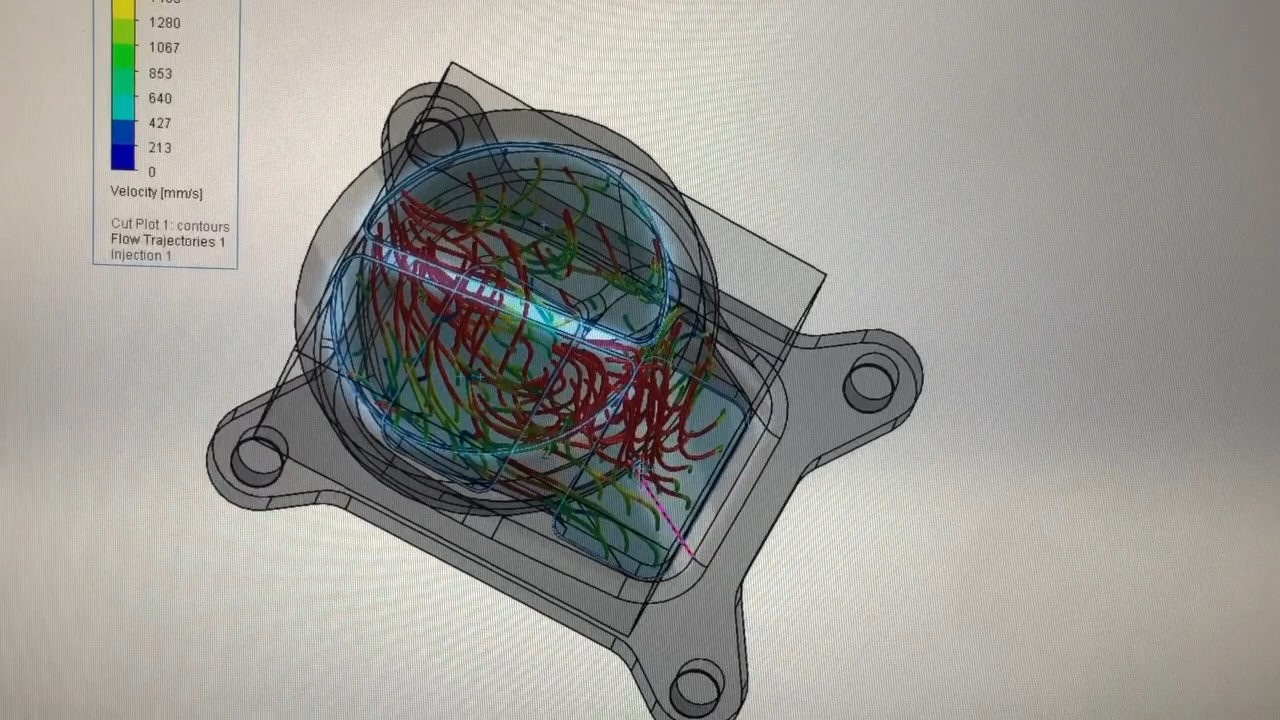 1280
1067
853
640
427
213
0
Velocity [mm/s]
Cut Plot 1: contours
Flow Trajectories 1
Injection 1